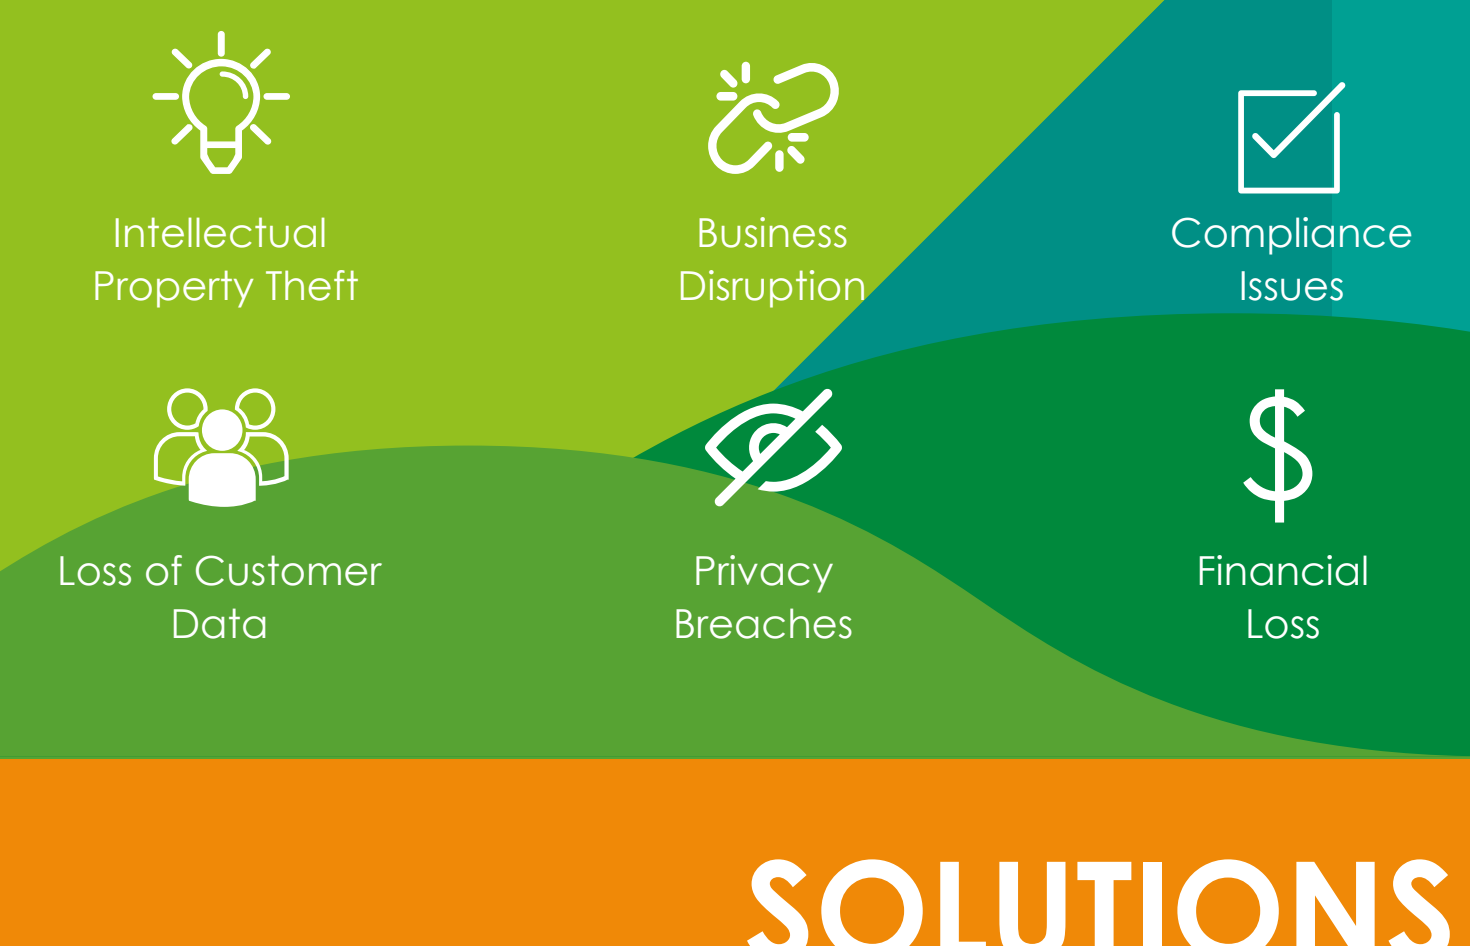 Intellectual
Property Theft
Business
Disruption
Compliance
Issues
Loss of Customer
Data
Privacy
Breaches
Financial
Loss
SOLUTIONS